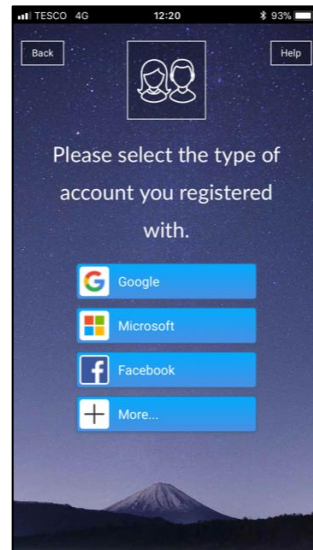 TESCO 4G 12:20 93%
Back
Help
Please select the type of
account you registered
with.
Google
Microsoft
Facebook
More...